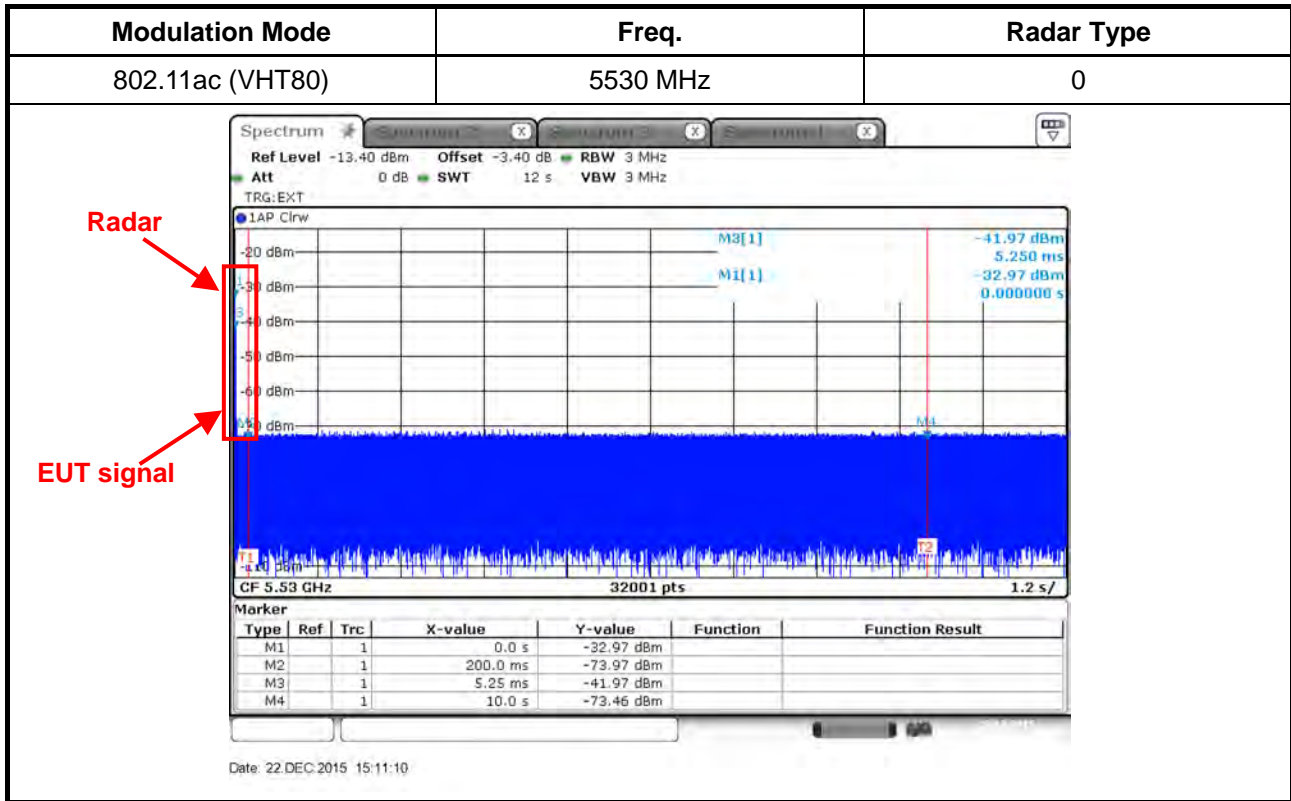 Modulation Mode Freq. Radar Type
802.11ac (VHT80) 5530 MHz 0
Spectrum
Ref Level -13.40 dBm Offset -3.40 dB RBW 3 MHz
Att 0 dB SWT 12 s VBW 3 MHz
TRG:EXT
1AP Clrw
Radar
M3[1] -41.97 dBm
5.250 ms
M1[1] -32.97 dBm
0.000000 s
-20 dBm
-30 dBm
-40 dBm
-50 dBm
-60 dBm
M4
EUT signal
T1 T2
CF 5.53 GHz 32001 pts 1.2 s/
Marker
Type Ref Trc X-value Y-value Function Function Result
M1 1 0.0 s -32.97 dBm
M2 1 200.0 ms -73.97 dBm
M3 1 5.25 ms -41.97 dBm
M4 1 10.0 s -73.46 dBm
Date: 22.DEC.2015 15:11:10